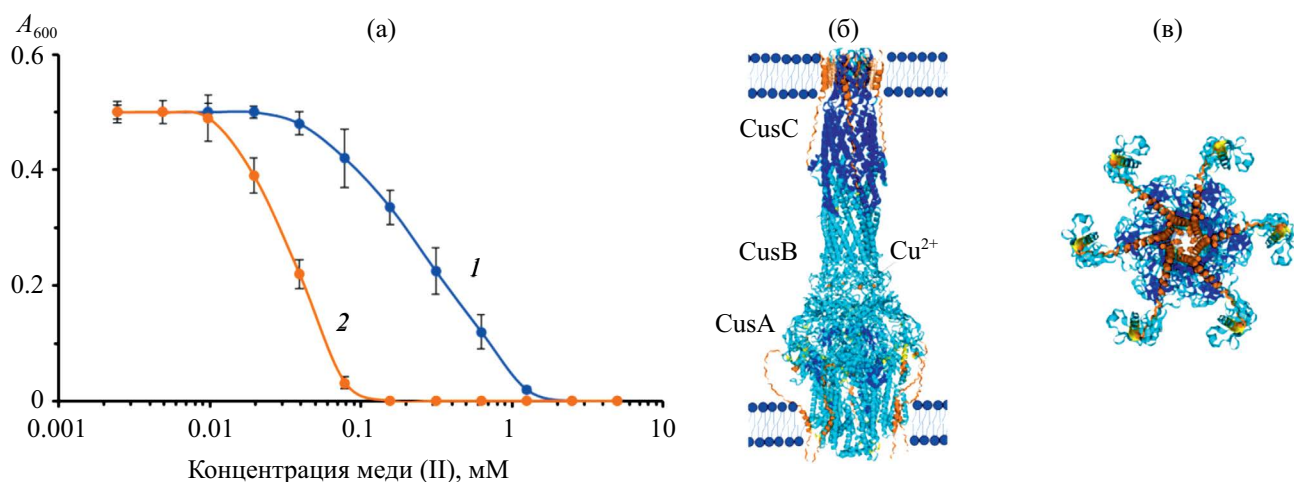 (а)
A600
0.6
0.4
0.2
0
1
2
0.001
0.01
0.1
1
10
Концентрация меди (II), мМ
(б)
CusC
CusB
Cu2+
CusA
(в)